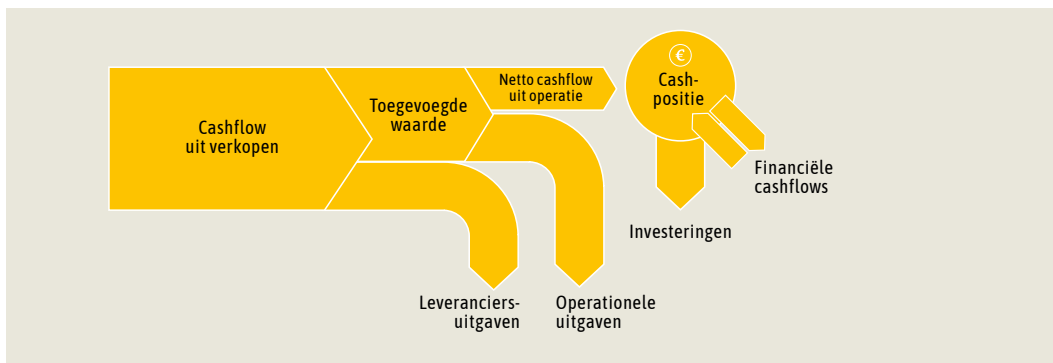 Cashflow
uit verkopen
Toegevoegde
waarde
Netto cashflow
uit operatie
€
Cash-
positie
Financiële
cashflows
Investeringen
Leveranciers-
uitgaven
Operationele
uitgaven